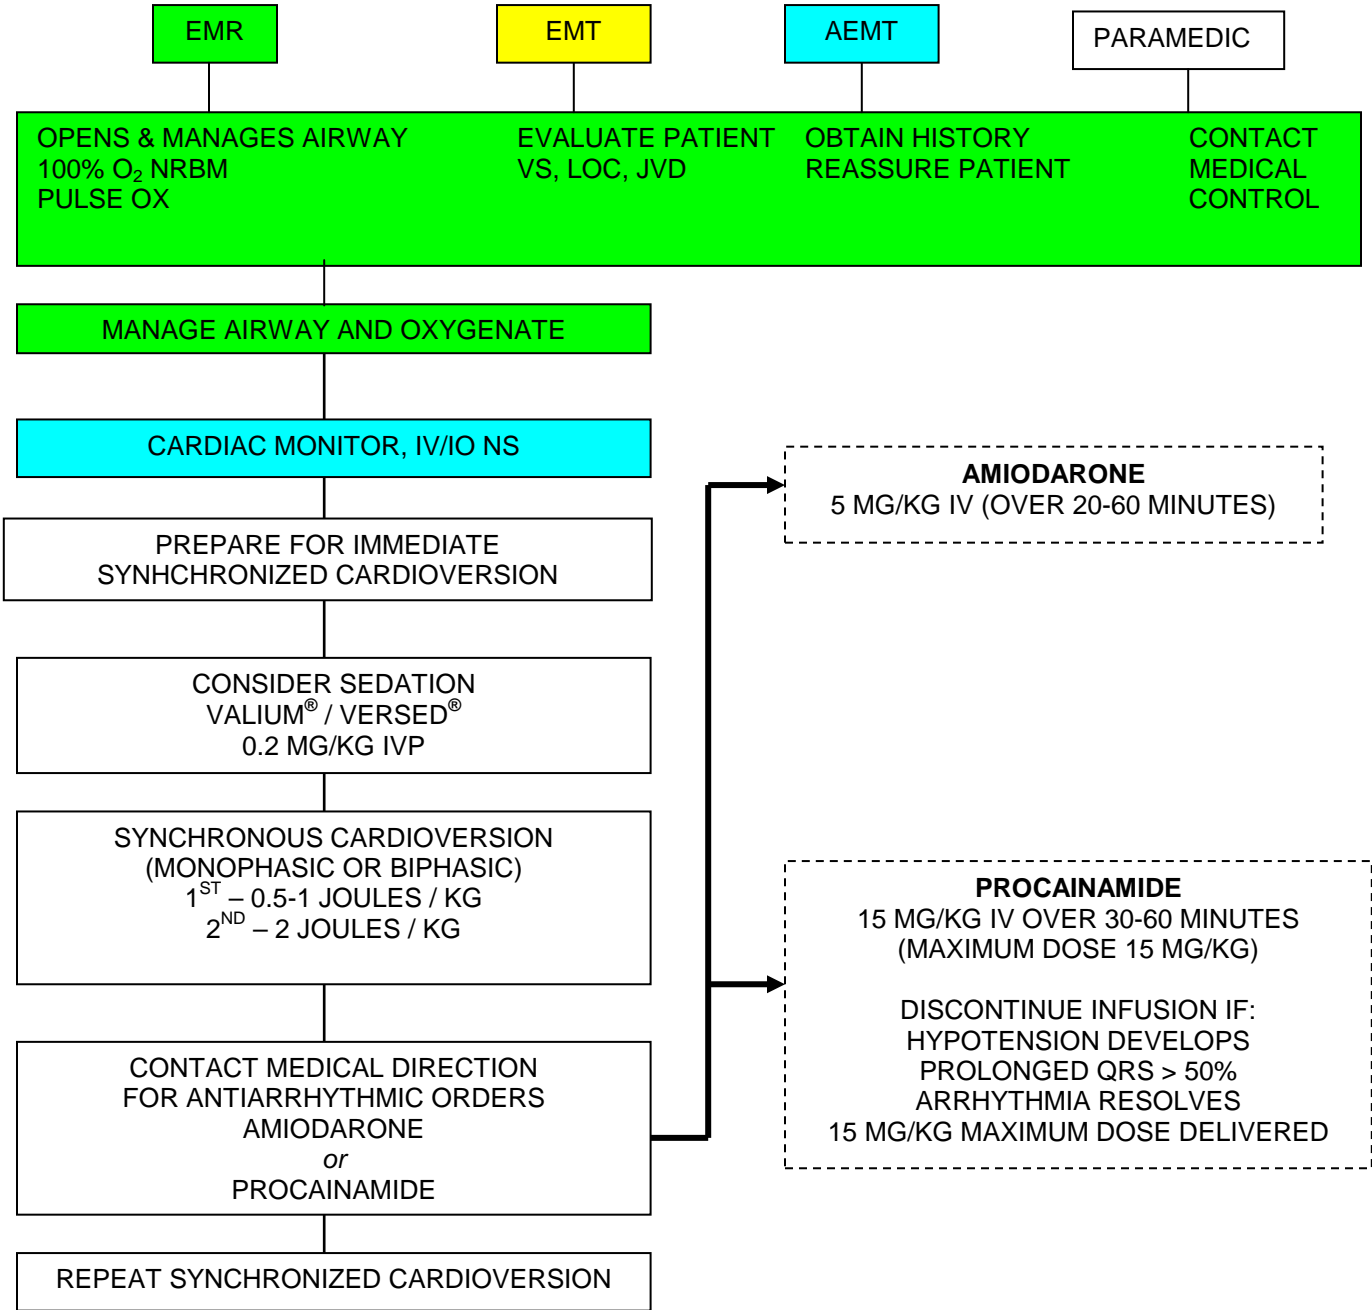 EMR
EMT
AEMT
PARAMEDIC
OPENS & MANAGES AIRWAY
100% O₂ NRBM
PULSE OX
EVALUATE PATIENT
VS, LOC, JVD
OBTAIN HISTORY
REASSURE PATIENT
CONTACT
MEDICAL
CONTROL
MANAGE AIRWAY AND OXYGENATE
CARDIAC MONITOR, IV/IO NS
PREPARE FOR IMMEDIATE
SYNHCHRONIZED CARDIOVERSION
CONSIDER SEDATION
VALIUM® / VERSED®
0.2 MG/KG IVP
SYNCHRONOUS CARDIOVERSION
(MONOPHASIC OR BIPHASIC)
1ST – 0.5-1 JOULES / KG
2ND – 2 JOULES / KG
CONTACT MEDICAL DIRECTION
FOR ANTIARRHYTHMIC ORDERS
AMIODARONE
or
PROCAINAMIDE
REPEAT SYNCHRONIZED CARDIOVERSION
AMIODARONE
5 MG/KG IV (OVER 20-60 MINUTES)
PROCAINAMIDE
15 MG/KG IV OVER 30-60 MINUTES
(MAXIMUM DOSE 15 MG/KG)
DISCONTINUE INFUSION IF:
HYPOTENSION DEVELOPS
PROLONGED QRS > 50%
ARRHYTHMIA RESOLVES
15 MG/KG MAXIMUM DOSE DELIVERED